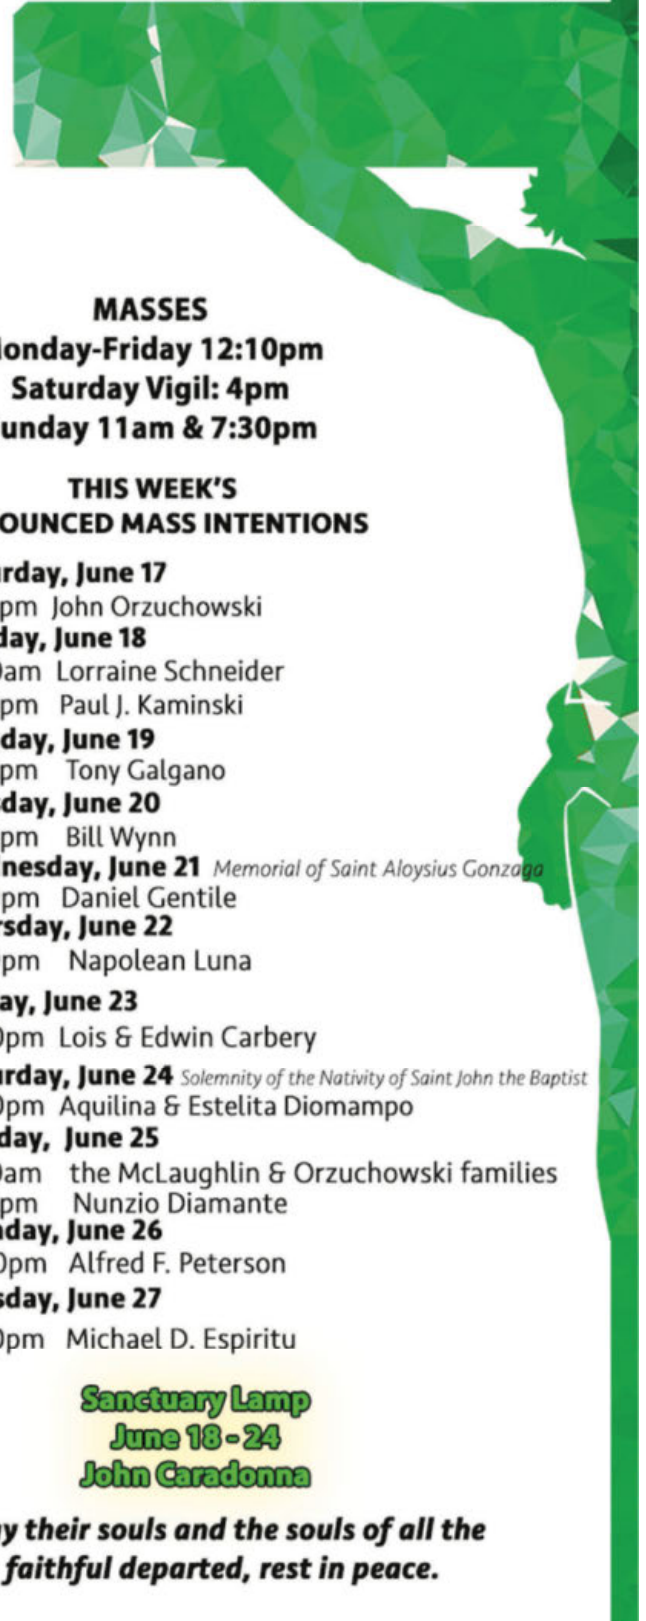 MASSES
onday-Friday 12:10pm
Saturday Vigil: 4pm
unday 11am & 7:30pm
THIS WEEK'S
OUNCED MASS INTENTIONS
rday, June 17
pm John Orzuchowski
day, June 18
0am Lorraine Schneider
pm Paul J. Kaminski
day, June 19
pm Tony Galgano
day, June 20
pm Bill Wynn
nesday, June 21 Memorial of Saint Aloysius Gonzaga
pm Daniel Gentile
rsday, June 22
pm Napolean Luna
ay, June 23
0pm Lois & Edwin Carbery
urday, June 24 Solemnity of the Nativity of Saint John the Baptist
0pm Aquilina & Estelita Diomampo
day, June 25
0am the McLaughlin & Orzuchowski families
pm Nunzio Diamante
day, June 26
0pm Alfred F. Peterson
sday, June 27
0pm Michael D. Espiritu
Sanctuary Lamp
June 18 - 24
John Caradonna
y their souls and the souls of all the
faithful departed, rest in peace.